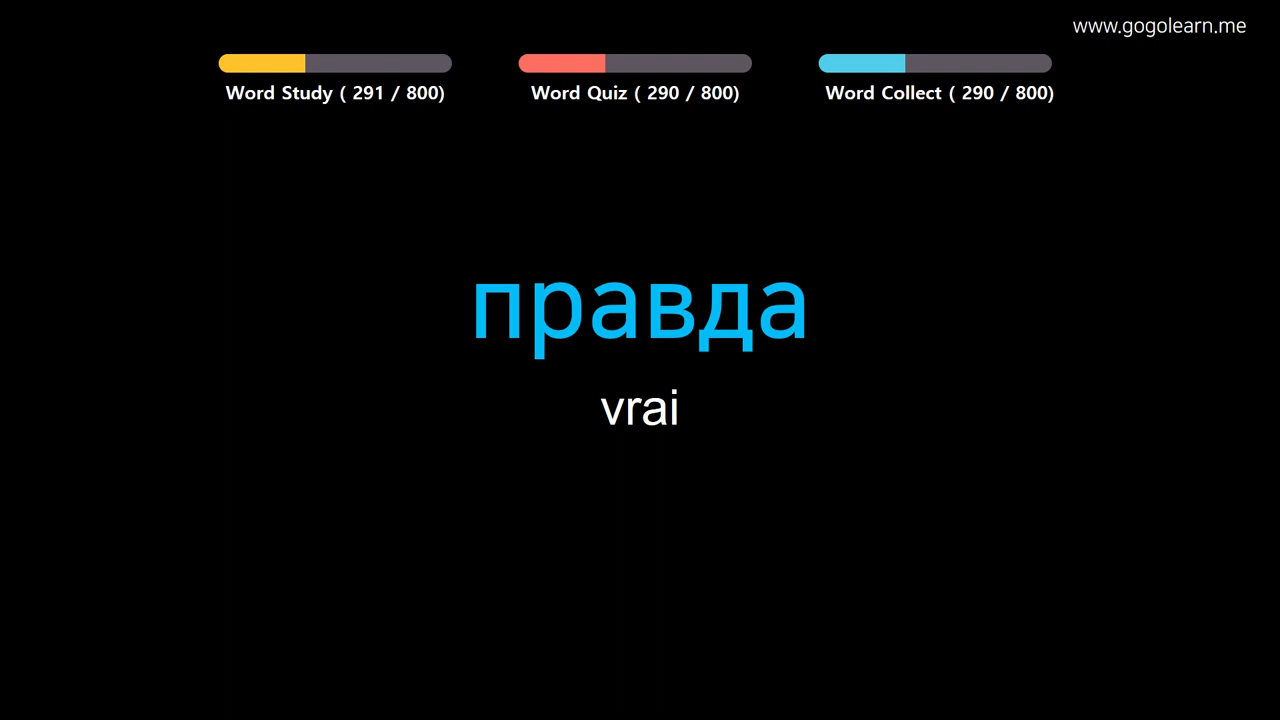 www.gogolearn.me
Word Study ( 291 / 800)
Word Quiz ( 290 / 800)
Word Collect ( 290 / 800)
правда
vrai